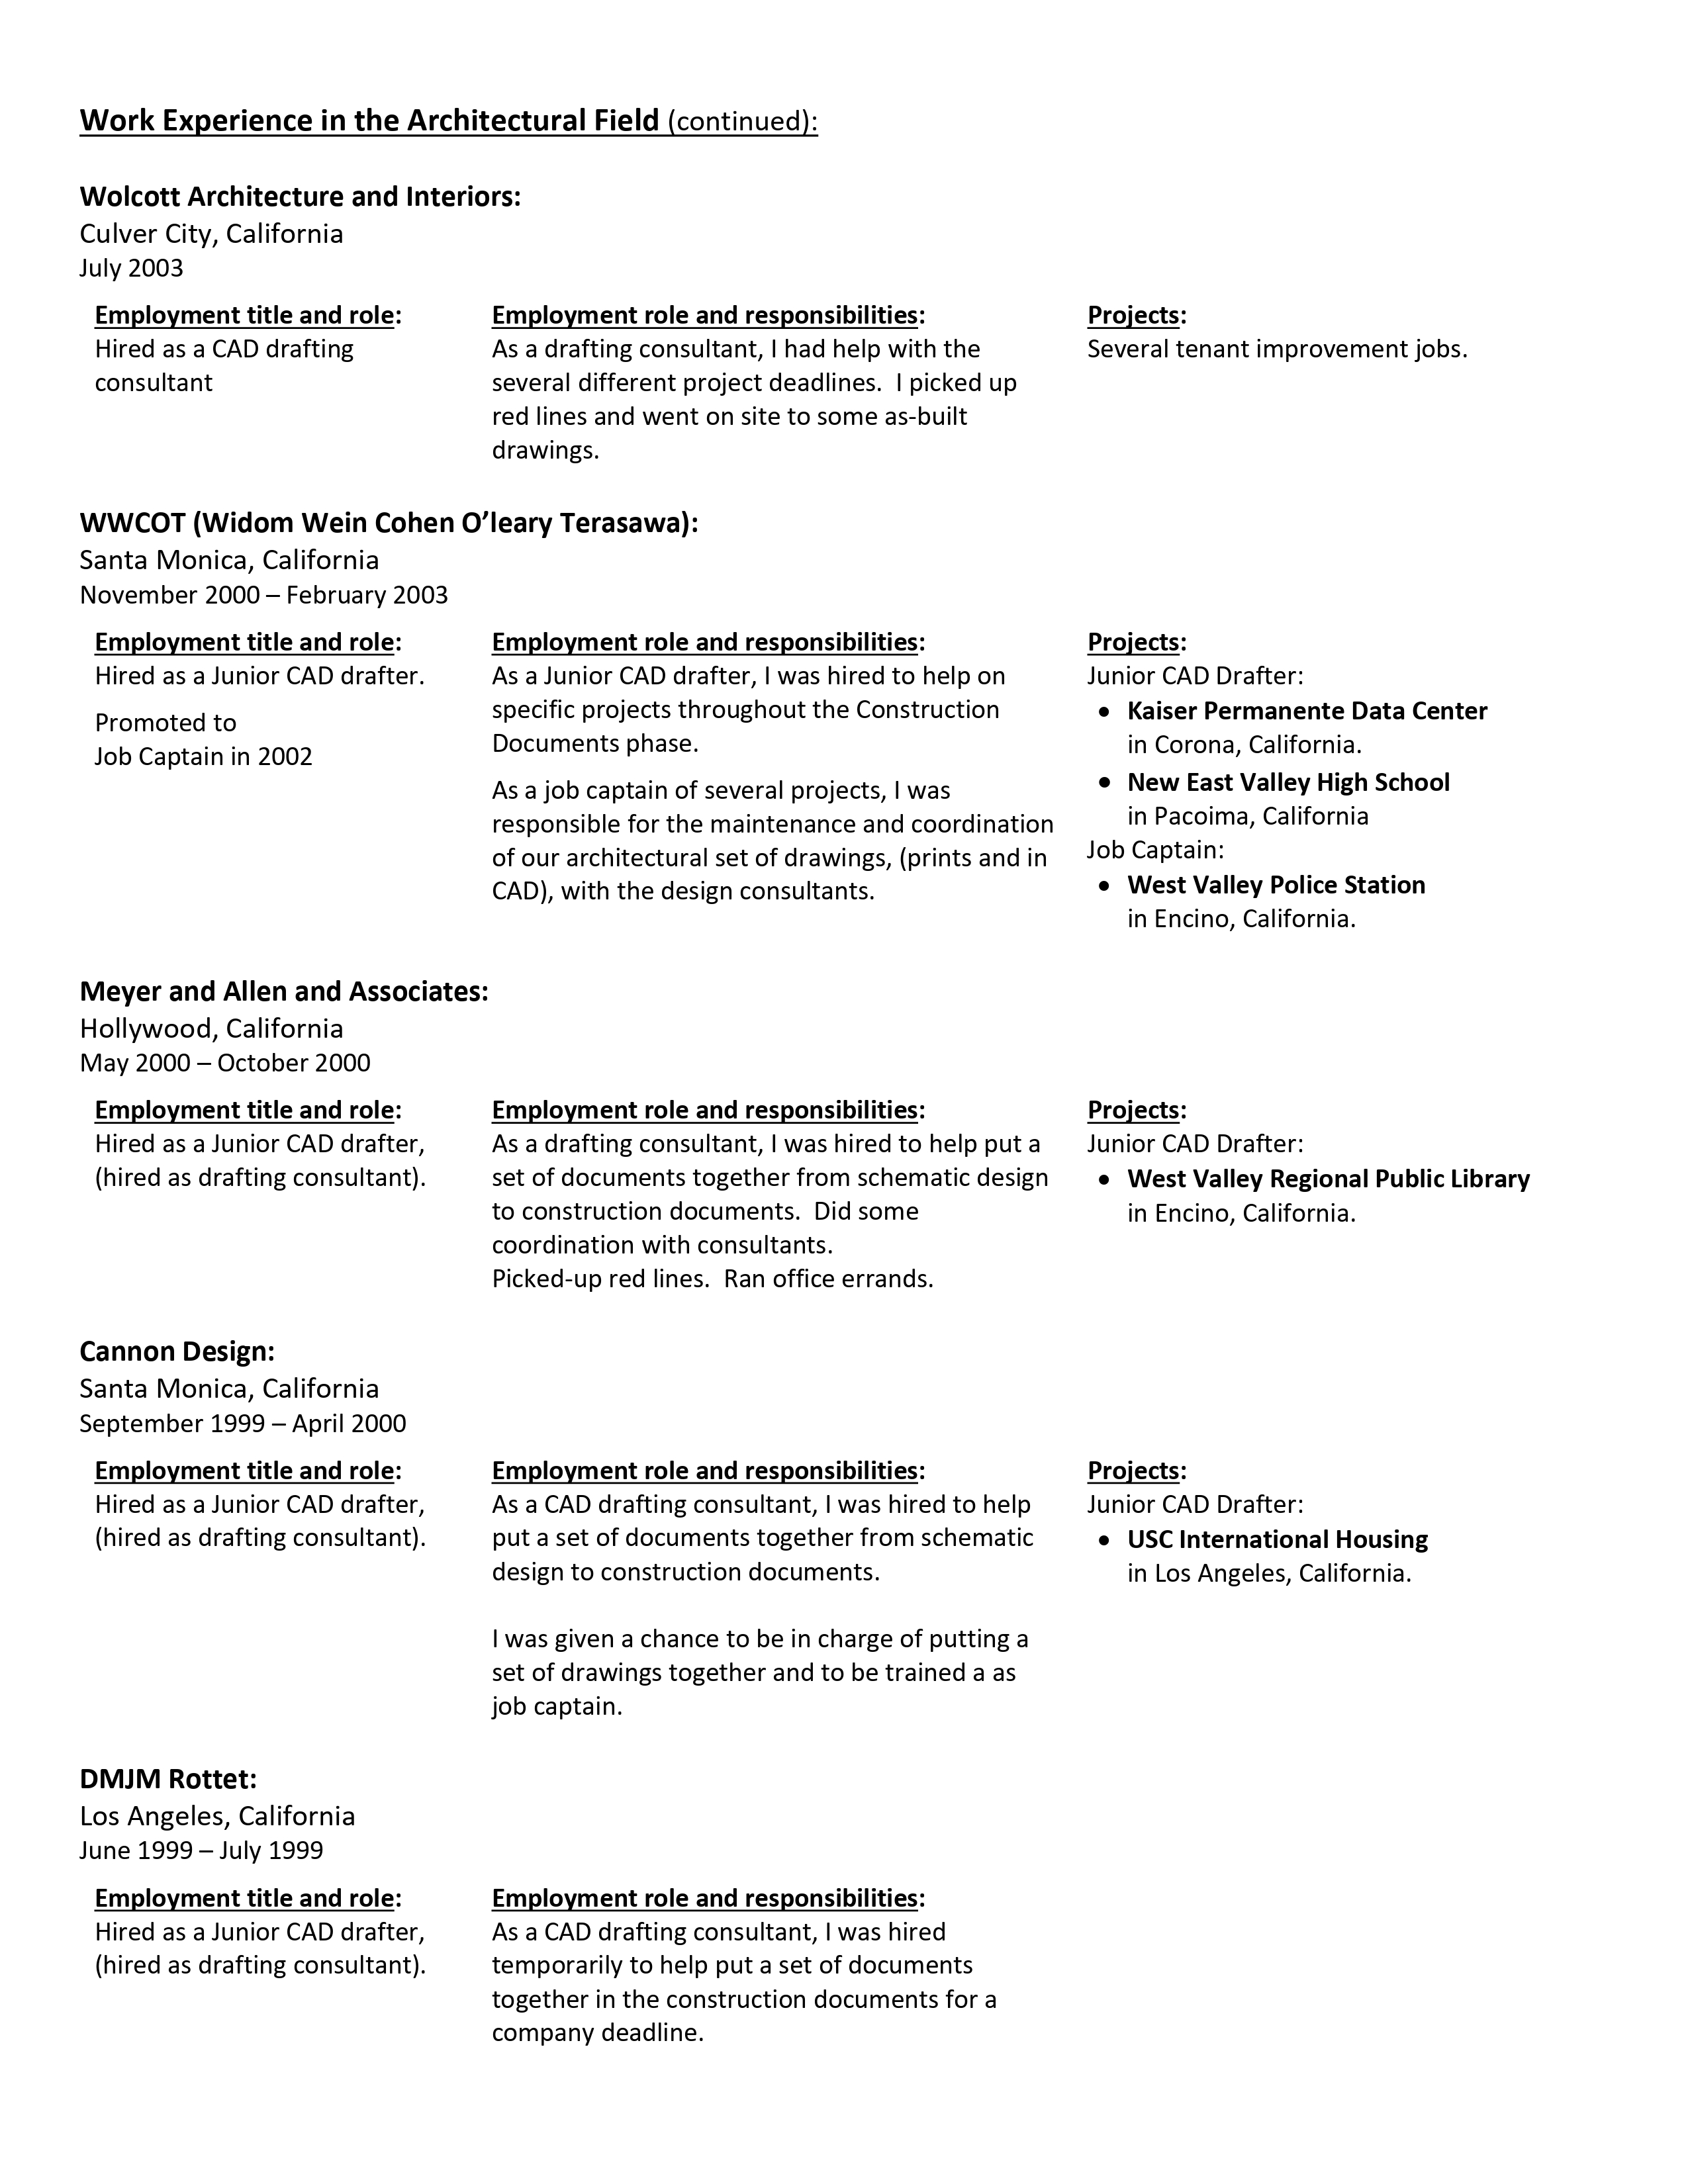 Work Experience in the Architectural Field (continued):
Wolcott Architecture and Interiors:
Culver City, California
July 2003
Employment title and role:
Hired as a CAD drafting
consultant
Employment role and responsibilities:
As a drafting consultant, I had help with the
several different project deadlines.  I picked up
red lines and went on site to some as-built
drawings.
Projects:
Several tenant improvement jobs.
WWCOT (Widom Wein Cohen O’leary Terasawa):
Santa Monica, California
November 2000 – February 2003
Employment title and role:
Hired as a Junior CAD drafter.
Promoted to
Job Captain in 2002
Employment role and responsibilities:
As a Junior CAD drafter, I was hired to help on
specific projects throughout the Construction
Documents phase.
As a job captain of several projects, I was
responsible for the maintenance and coordination
of our architectural set of drawings, (prints and in
CAD), with the design consultants.
Projects:
Junior CAD Drafter:
• Kaiser Permanente Data Center
in Corona, California.
• New East Valley High School
in Pacoima, California
Job Captain:
• West Valley Police Station
in Encino, California.
Meyer and Allen and Associates:
Hollywood, California
May 2000 – October 2000
Employment title and role:
Hired as a Junior CAD drafter,
(hired as drafting consultant).
Employment role and responsibilities:
As a drafting consultant, I was hired to help put a
set of documents together from schematic design
to construction documents.  Did some
coordination with consultants.
Picked-up red lines.  Ran office errands.
Projects:
Junior CAD Drafter:
• West Valley Regional Public Library
in Encino, California.
Cannon Design:
Santa Monica, California
September 1999 – April 2000
Employment title and role:
Hired as a Junior CAD drafter,
(hired as drafting consultant).
Employment role and responsibilities:
As a CAD drafting consultant, I was hired to help
put a set of documents together from schematic
design to construction documents.
I was given a chance to be in charge of putting a
set of drawings together and to be trained a as
job captain.
Projects:
Junior CAD Drafter:
• USC International Housing
in Los Angeles, California.
DMJM Rottet:
Los Angeles, California
June 1999 – July 1999
Employment title and role:
Hired as a Junior CAD drafter,
(hired as drafting consultant).
Employment role and responsibilities:
As a CAD drafting consultant, I was hired
temporarily to help put a set of documents
together in the construction documents for a
company deadline.